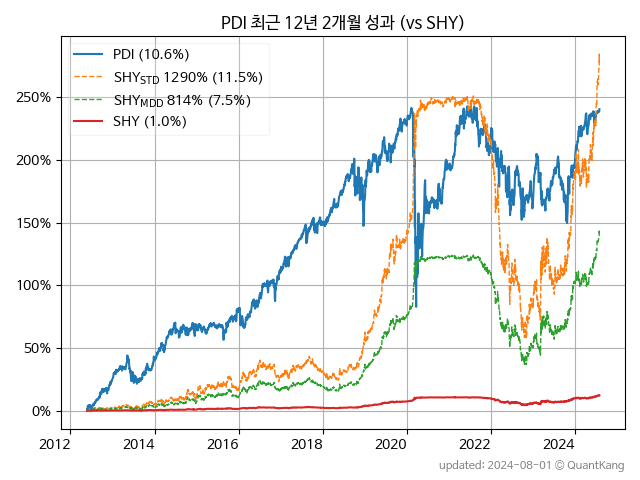 PDI 최근 12년 2개월 성과 (vs SHY)
PDI (10.6%)
SHY_STD 1290% (11.5%)
SHY_MDD 814% (7.5%)
SHY (1.0%)
250%
200%
150%
100%
50%
0%
2012 2014 2016 2018 2020 2022 2024
updated: 2024-08-01 © QuantKang